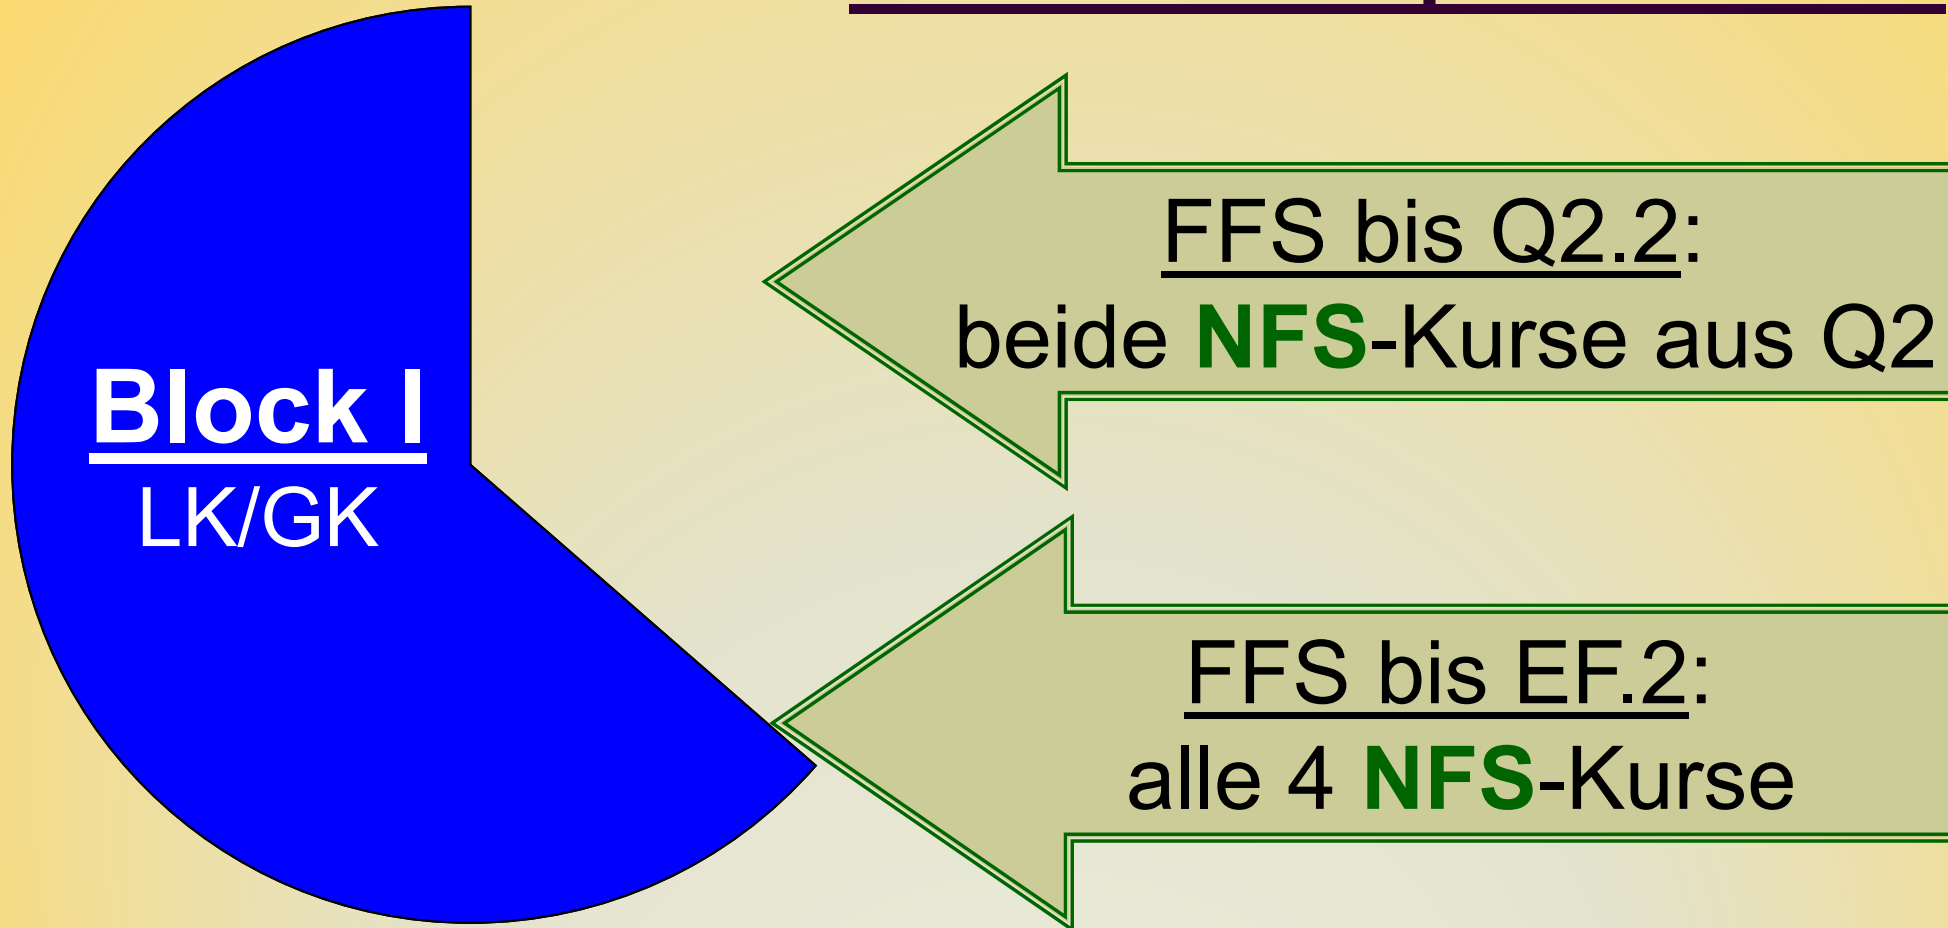 Block I
LK/GK
FFS bis Q2.2:
beide NFS-Kurse aus Q2
FFS bis EF.2:
alle 4 NFS-Kurse